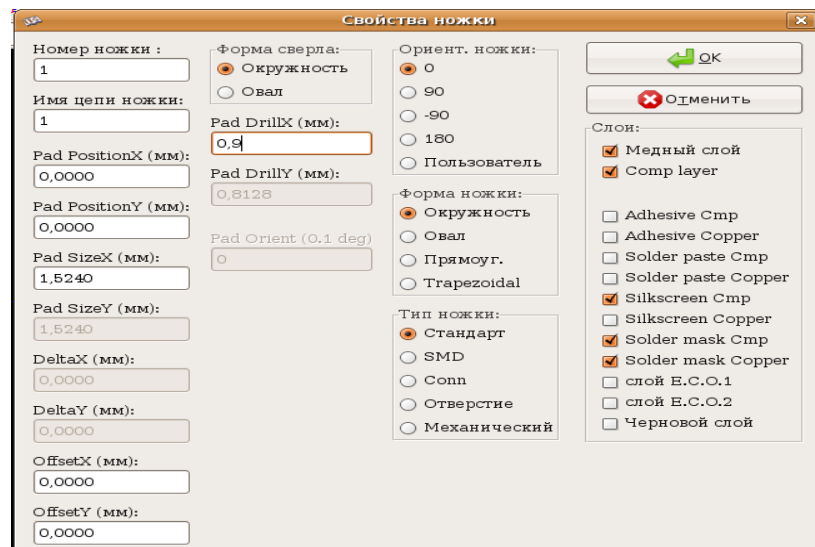 Свойства ножки
Номер ножки :
1
Имя цепи ножки:
1
Pad PositionX (мм):
0,0000
Pad PositionY (мм):
0,0000
Pad SizeX (мм):
1,5240
Pad SizeY (мм):
1,5240
DeltaX (мм):
0,0000
DeltaY (мм):
0,0000
OffsetX (мм):
0,0000
OffsetY (мм):
0,0000
Форма сверла:
Окружность
Овал
Pad DrillX (мм):
0,9
Pad DrillY (мм):
0,8128
Pad Orient (0.1 deg)
0
Ориент. ножки:
0
90
-90
180
Пользователь
Форма ножки:
Окружность
Овал
Прямоуг.
Trapezoidal
Тип ножки:
Стандарт
SMD
Conn
Отверстие
Механический
OK
Отменить
Слои:
Медный слой
Comp layer
Adhesive Cmp
Adhesive Copper
Solder paste Cmp
Solder paste Copper
Silkscreen Cmp
Silkscreen Copper
Solder mask Cmp
Solder mask Copper
слой E.C.O.1
слой E.C.O.2
Черновой слой